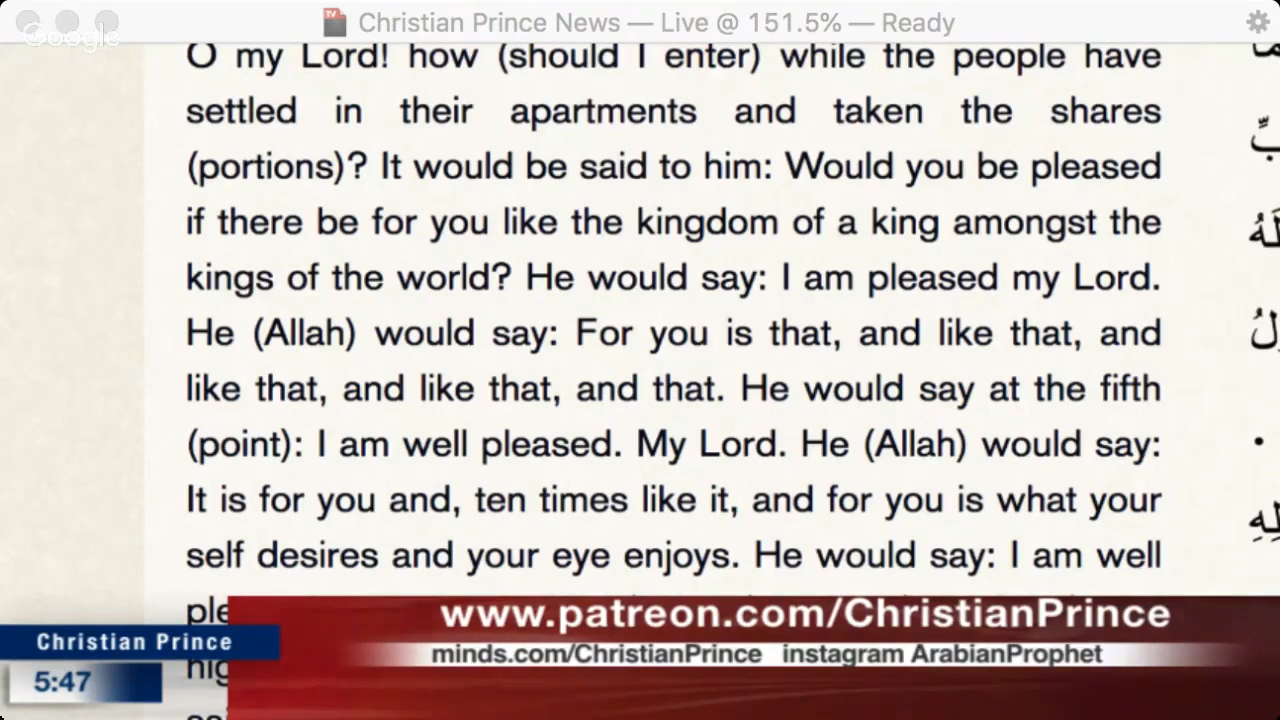 Christian Prince News — Live @ 151.5% — Ready
Google
O my Lord! how (should I enter) while the people have
settled in their apartments and taken the shares
(portions)? It would be said to him: Would you be pleased
if there be for you like the kingdom of a king amongst the
kings of the world? He would say: I am pleased my Lord.
He (Allah) would say: For you is that, and like that, and
like that, and like that, and that. He would say at the fifth
(point): I am well pleased. My Lord. He (Allah) would say:
It is for you and, ten times like it, and for you is what your
self desires and your eye enjoys. He would say: I am well
ple
www.patreon.com/ChristianPrince
Christian Prince
minds.com/ChristianPrince instagram ArabianProphet
5:47